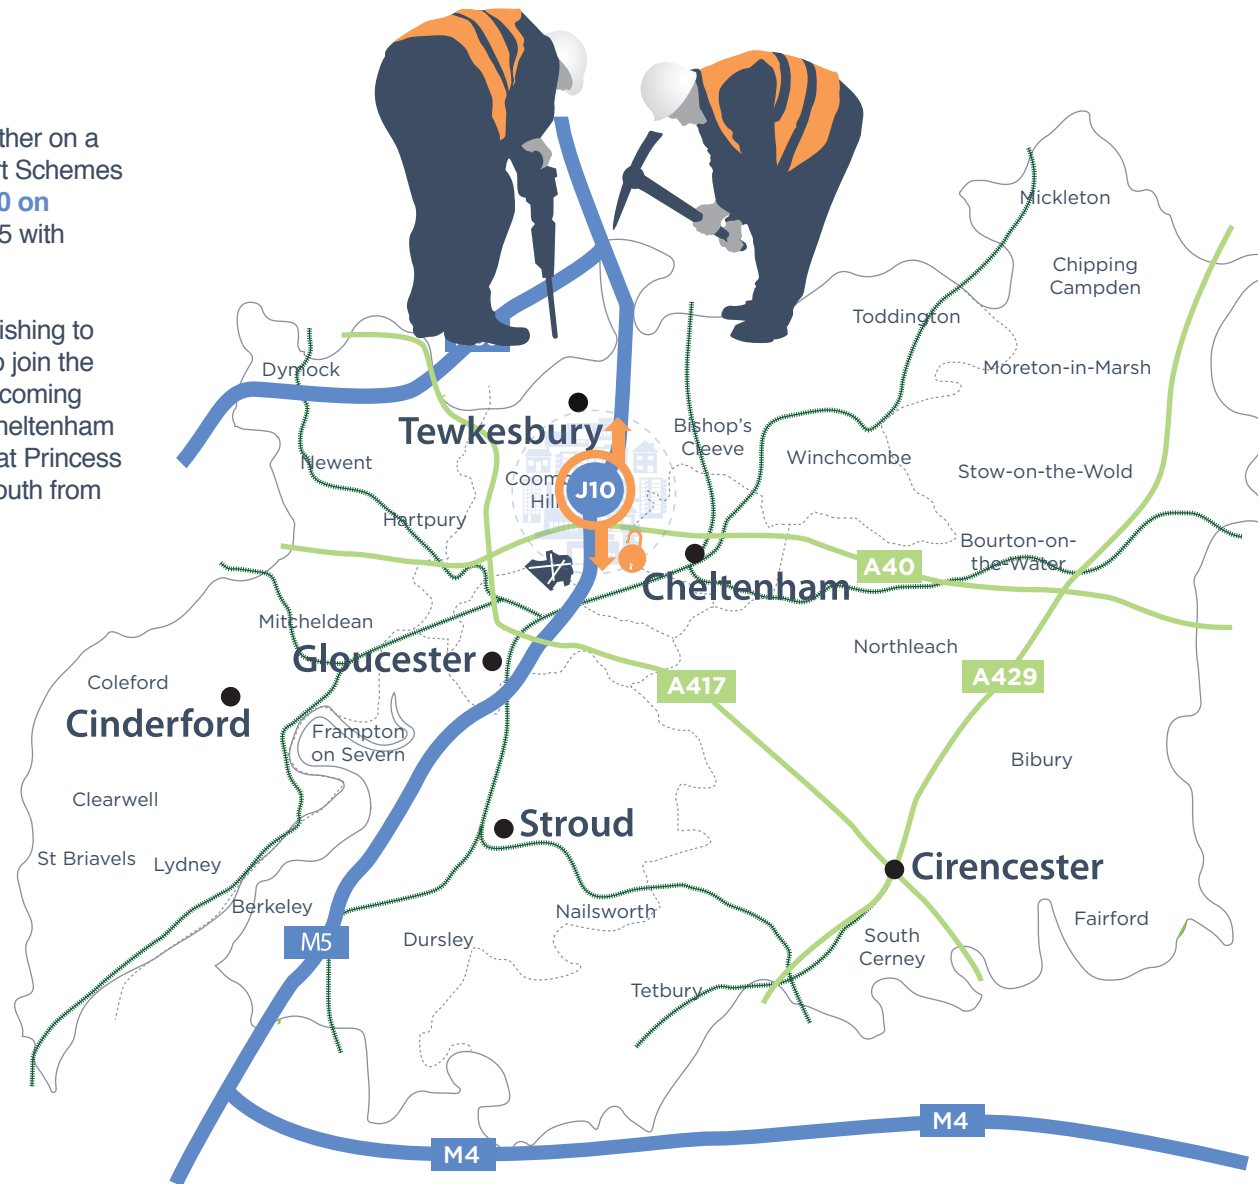 ther on a
rt Schemes
0 on
5 with
ishing to
o join the
coming
heltenham
at Princess
outh from
Mickleton
Chipping
Campden
Toddington
Dymock
Moreton-in-Marsh
Tewkesbury
Bishop's
Cleeve
Winchcombe
Newent
Stow-on-the-Wold
Hill
J10
Hartpury
Bourton-on-
the-Water
A40
Cheltenham
Mitcheldean
Northleach
Gloucester
A417
A429
Coleford
Cinderford
Frampton
on Severn
Bibury
Clearwell
Stroud
St Briavels
Lydney
Cirencester
Berkeley
Nailsworth
Fairford
M5
Dursley
South
Cerney
Tetbury
M4
M4